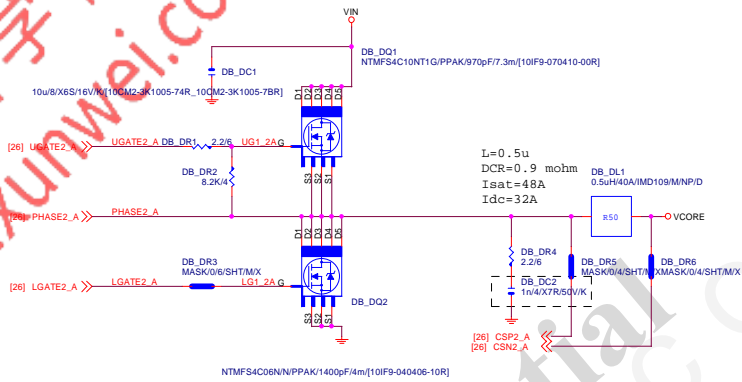 VIN
DB_DQ1
NTMFS4C10NT1G/PPAK/970pF/7.3m/[10IF9-070410-00R]
DB_DC1
10u/8/X6S/16V/K/[10CM2-3K1005-74R_10CM2-3K1005-7BR]
D1
D2
D3
D4
D5
[26] UGATE2_A
UGATE2_A
DB_DR1
2.2/6
UG1_2A
G
DB_DR2
8.2K/4
S3
S2
S1
L=0.5u
DCR=0.9 mohm
Isat=48A
Idc=32A
DB_DL1
0.5uH/40A/IMD109/M/NP/D
R50
VCORE
[26] PHASE2_A
PHASE2_A
D1
D2
D3
D4
D5
DB_DR4
2.2/6
DB_DR3
MASK/0/6/SHT/M/X
[26] LGATE2_A
LGATE2_A
LG1_2A
G
DB_DR5
MASK/0/4/SHT/M/X
DB_DR6
MASK/0/4/SHT/M/X
DB_DC2
1n/4/X7R/50V/K
DB_DQ2
S3
S2
S1
[26] CSP2_A
[26] CSN2_A
NTMFS4C06N/N/PPAK/1400pF/4m/[10IF9-040406-10R]